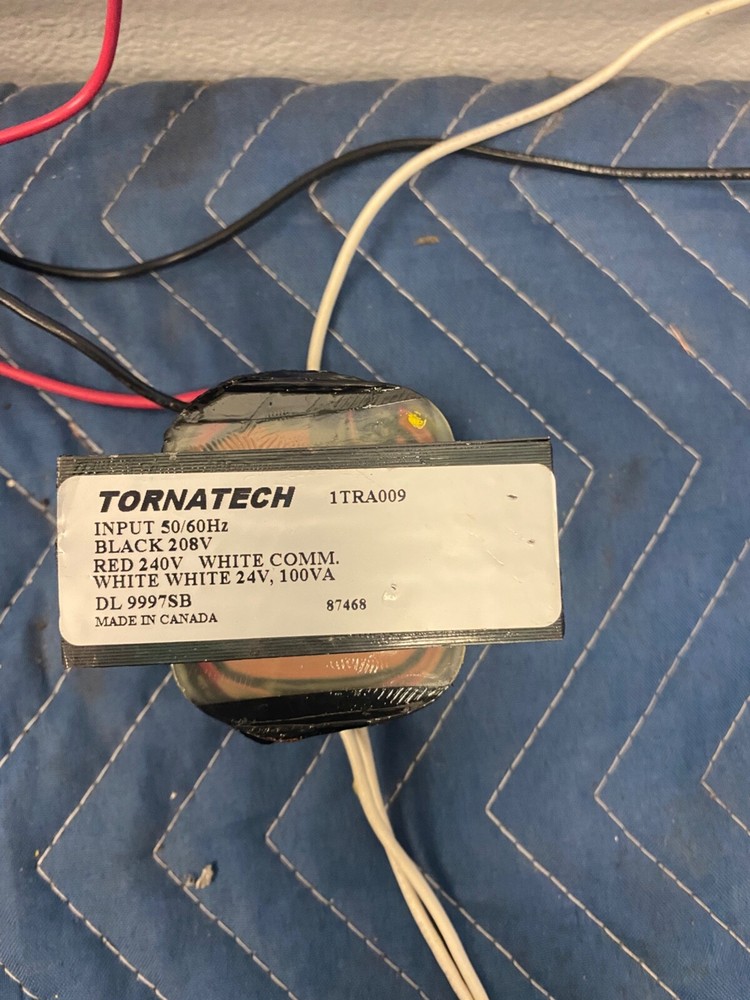 TORNATECH 1TRA009
INPUT 50/60Hz
BLACK 208V
RED 240V WHITE COMM.
WHITE WHITE 24V, 100VA
DL 9997SB 87468
MADE IN CANADA